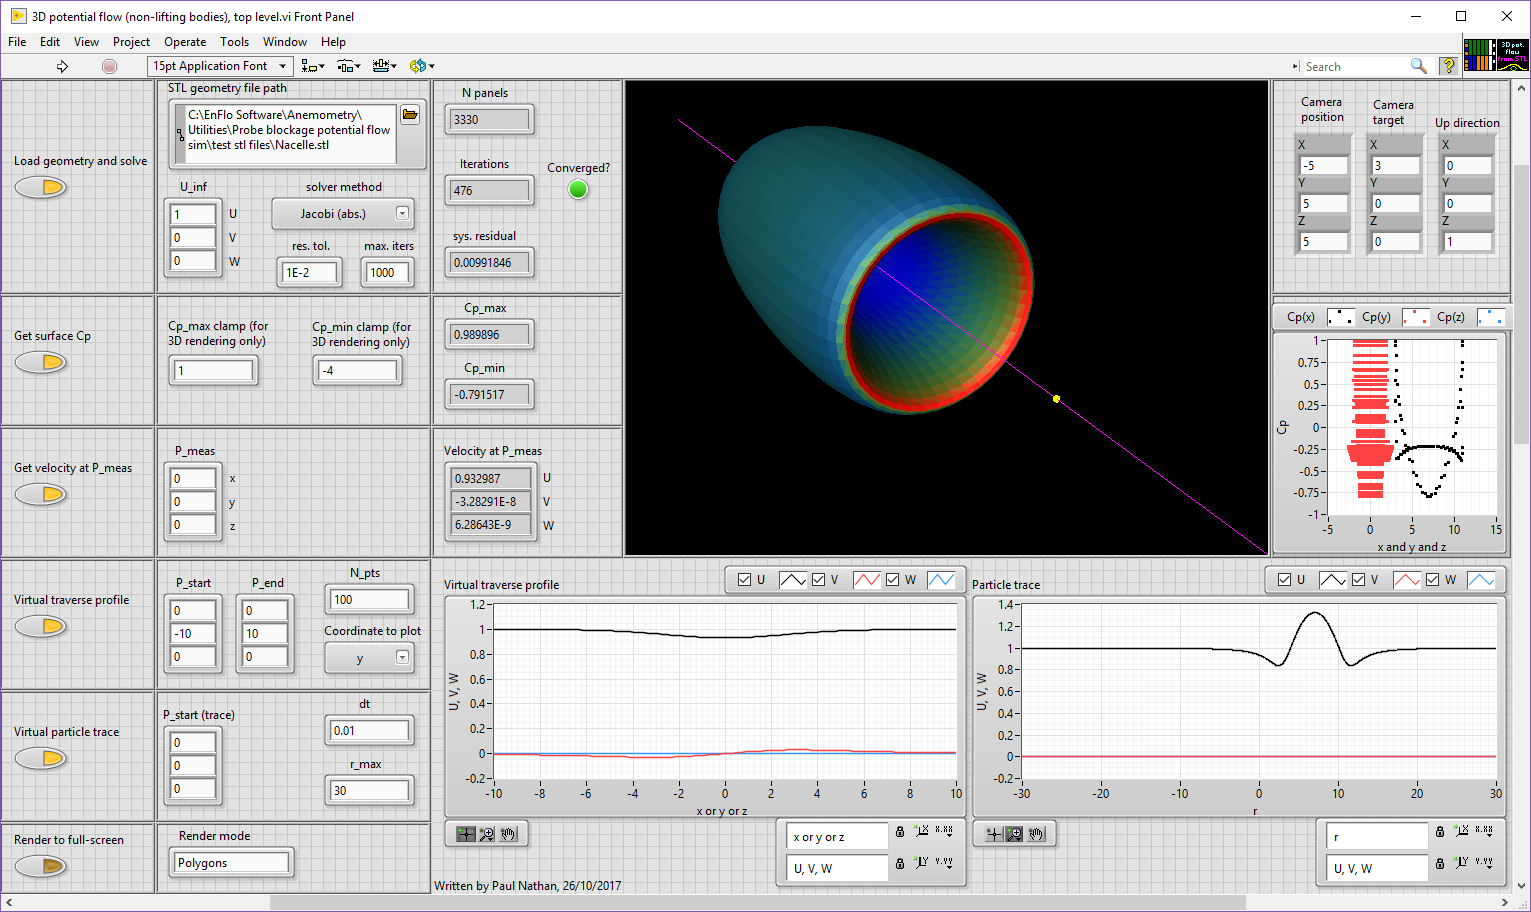 3D potential flow (non-lifting bodies), top level.vi Front Panel
File Edit View Project Operate Tools Window Help
15pt Application Font
Search
3D pot.
flow
from STL
STL geometry file path
C:\EnFlo Software\Anemometry\
Utilities\Probe blockage potential flow
sim\test stl files\Nacelle.stl
Load geometry and solve
U_inf
1 U
0 V
0 W
solver method
Jacobi (abs.)
res. tol.
1E-2
max. iters
1000
N panels
3330
Iterations
476
Converged?
sys. residual
0.00991846
Camera
position
X
-5
Y
5
Z
5
Camera
target
X
3
Y
0
Z
0
Up direction
X
0
Y
0
Z
1
Get surface Cp
Cp_max clamp (for
3D rendering only)
1
Cp_min clamp (for
3D rendering only)
-4
Cp_max
0.989896
Cp_min
-0.791517
Cp(x) Cp(y) Cp(z)
Cp
1
0.75
0.5
0.25
0
-0.25
-0.5
-0.75
-1
-5 0 5 10 15
x and y and z
Get velocity at P_meas
P_meas
0 x
0 y
0 z
Velocity at P_meas
0.932987 U
-3.28291E-8 V
6.28643E-9 W
Virtual traverse profile
P_start
0
-10
0
P_end
0
10
0
N_pts
100
Coordinate to plot
y
Virtual traverse profile
U V W
U, V, W
1.2
1
0.8
0.6
0.4
0.2
0
-0.2
-10 -8 -6 -4 -2 0 2 4 6 8 10
x or y or z
x or y or z
U, V, W
Particle trace
U V W
U, V, W
1.4
1.2
1
0.8
0.6
0.4
0.2
0
-0.2
-30 -20 -10 0 10 20 30
r
r
U, V, W
Virtual particle trace
P_start (trace)
0
0
0
dt
0.01
r_max
30
Render to full-screen
Render mode
Polygons
Written by Paul Nathan, 26/10/2017